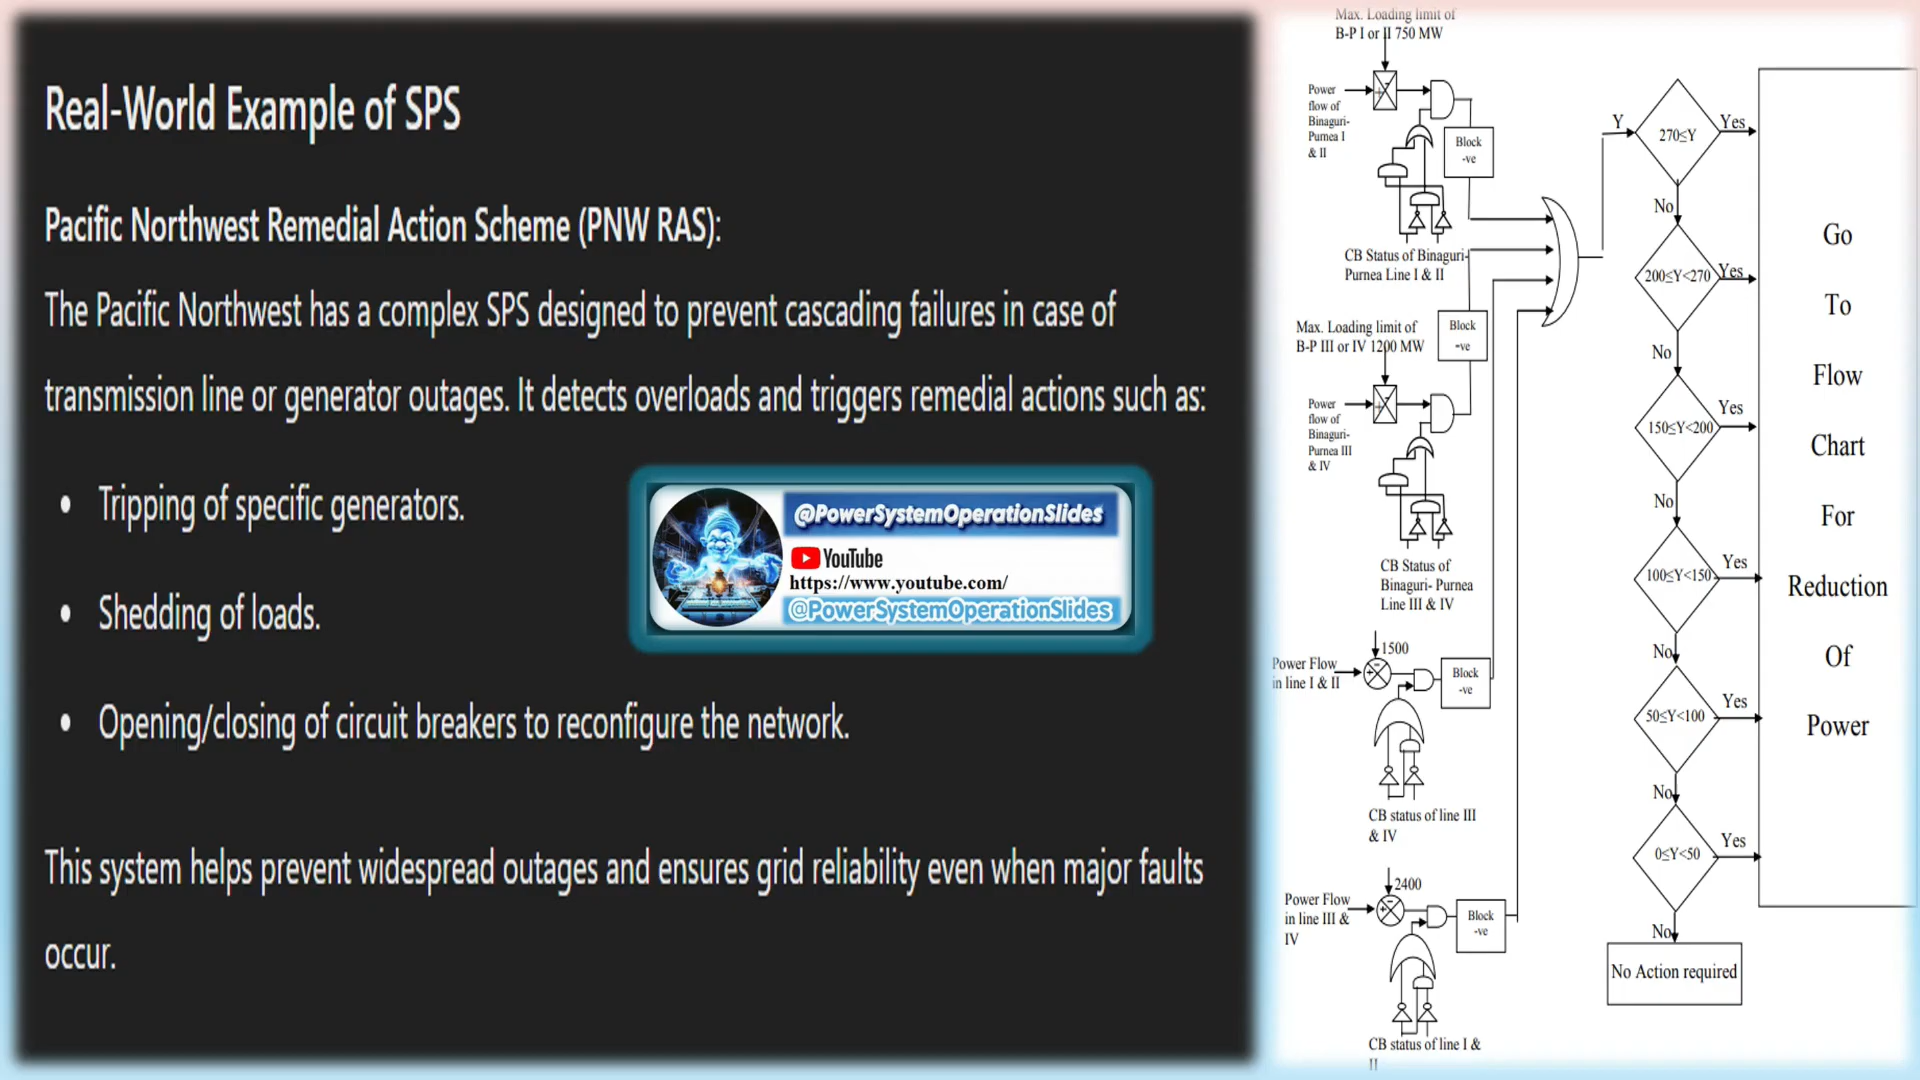 Real-World Example of SPS
Pacific Northwest Remedial Action Scheme (PNW RAS):
The Pacific Northwest has a complex SPS designed to prevent cascading failures in case of
transmission line or generator outages. It detects overloads and triggers remedial actions such as:
• Tripping of specific generators.
• Shedding of loads.
• Opening/closing of circuit breakers to reconfigure the network.
This system helps prevent widespread outages and ensures grid reliability even when major faults
occur.
@PowerSystemOperationSlides
YouTube
https://www.youtube.com/
@PowerSystemOperationSlides
Max. Loading limit of
B-P I or II 750 MW
Power
flow of
Binaguri-
Purnea I
& II
Block
-ve
CB Status of Binaguri-
Purnea Line I & II
Max. Loading limit of
B-P III or IV 1200 MW
Block
-ve
Power
flow of
Binaguri-
Purnea III
& IV
CB Status of
Binaguri- Purnea
Line III & IV
1500
Power Flow
in line I & II
Block
-ve
CB status of line III
& IV
2400
Power Flow
in line III &
IV
Block
-ve
CB status of line I &
II
Y
270≤Y
Yes
No
200≤Y<270
Yes
No
150≤Y<200
Yes
No
100≤Y<150
Yes
No
50≤Y<100
Yes
No
0≤Y<50
Yes
No
No Action required
Go
To
Flow
Chart
For
Reduction
Of
Power